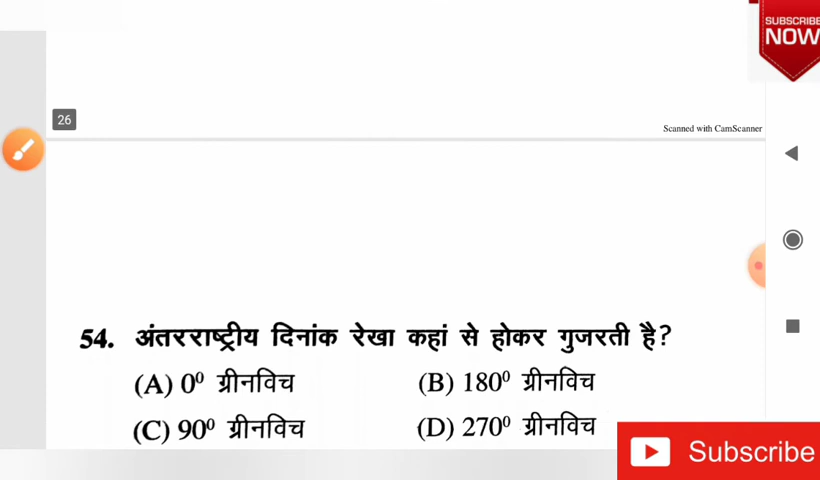 SUBSCRIBE
NOW
26
Scanned with CamScanner
54. अंतरराष्ट्रीय दिनांक रेखा कहां से होकर गुजरती है?
(A) 0⁰ ग्रीनविच (B) 180⁰ ग्रीनविच
(C) 90⁰ ग्रीनविच (D) 270⁰ ग्रीनविच
Subscribe